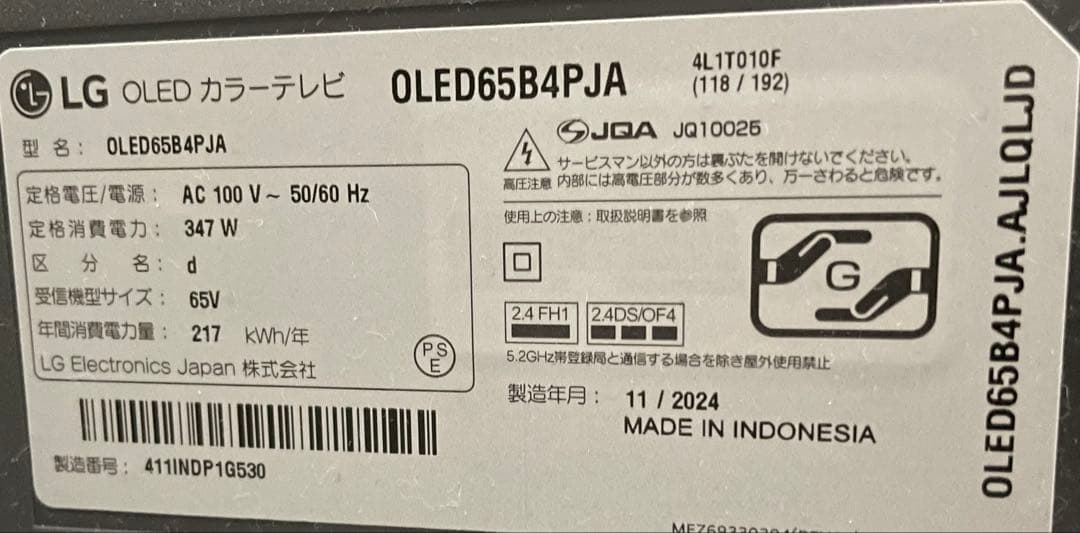 LG OLED カラーテレビ OLED65B4PJA
4L1T010F
(118 / 192)
型 名： OLED65B4PJA
定格電圧/電源： AC 100 V～ 50/60 Hz
定格消費電力： 347 W
区 分 名： d
受信機型サイズ： 65V
年間消費電力量： 217 kWh/年
LG Electronics Japan 株式会社
PS
E
製造番号： 411INDP1G530
JQA JQ10025
サービスマン以外の方は裏ぶたを開けないでください。
高圧注意 内部には高電圧部分が数多くあり、万一さわると危険です。
使用上の注意：取扱説明書を参照
G
2.4 FH1 2.4DS/OF4
5.2GHz帯登録局と通信する場合を除き屋外使用禁止
製造年月： 11 / 2024
MADE IN INDONESIA
OLED65B4PJA.AJLQLJD